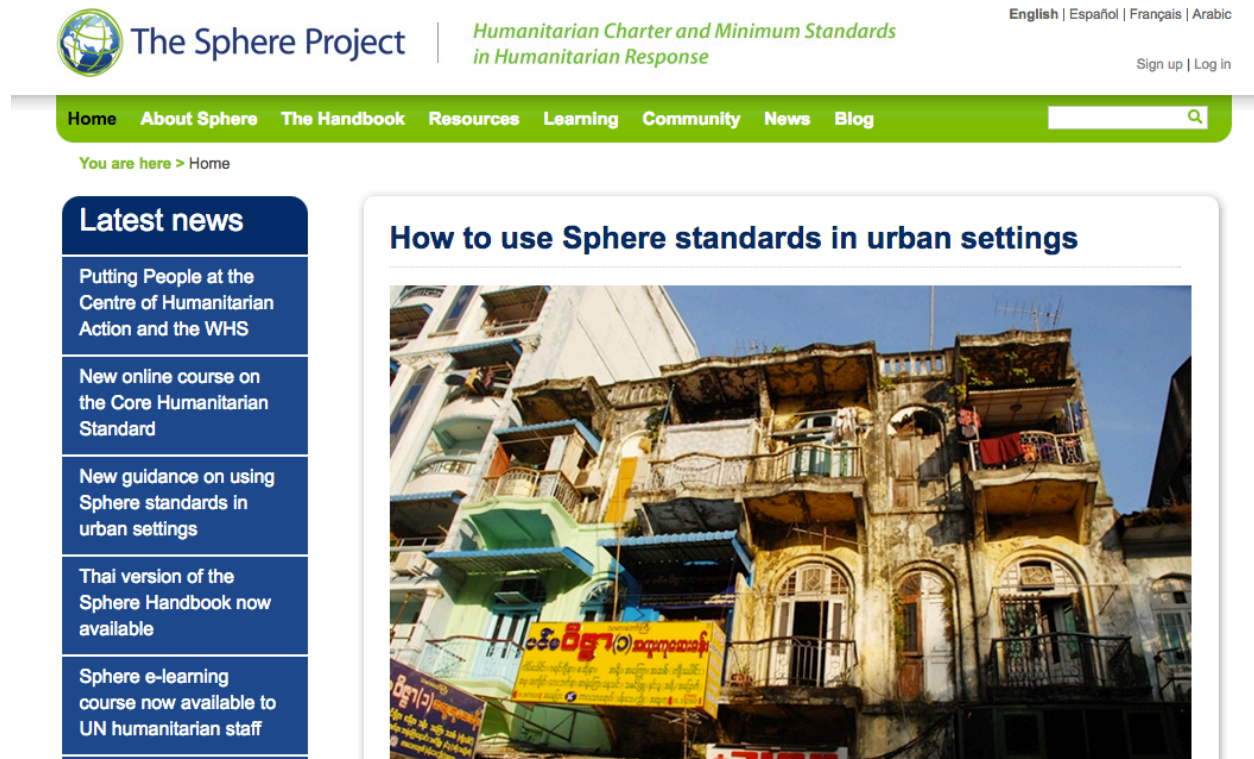 The Sphere Project
Humanitarian Charter and Minimum Standards
in Humanitarian Response
English | Español | Français | Arabic
Sign up | Log in
Home About Sphere The Handbook Resources Learning Community News Blog
You are here > Home
Latest news
Putting People at the
Centre of Humanitarian
Action and the WHS
New online course on
the Core Humanitarian
Standard
New guidance on using
Sphere standards in
urban settings
Thai version of the
Sphere Handbook now
available
Sphere e-learning
course now available to
UN humanitarian staff
How to use Sphere standards in urban settings